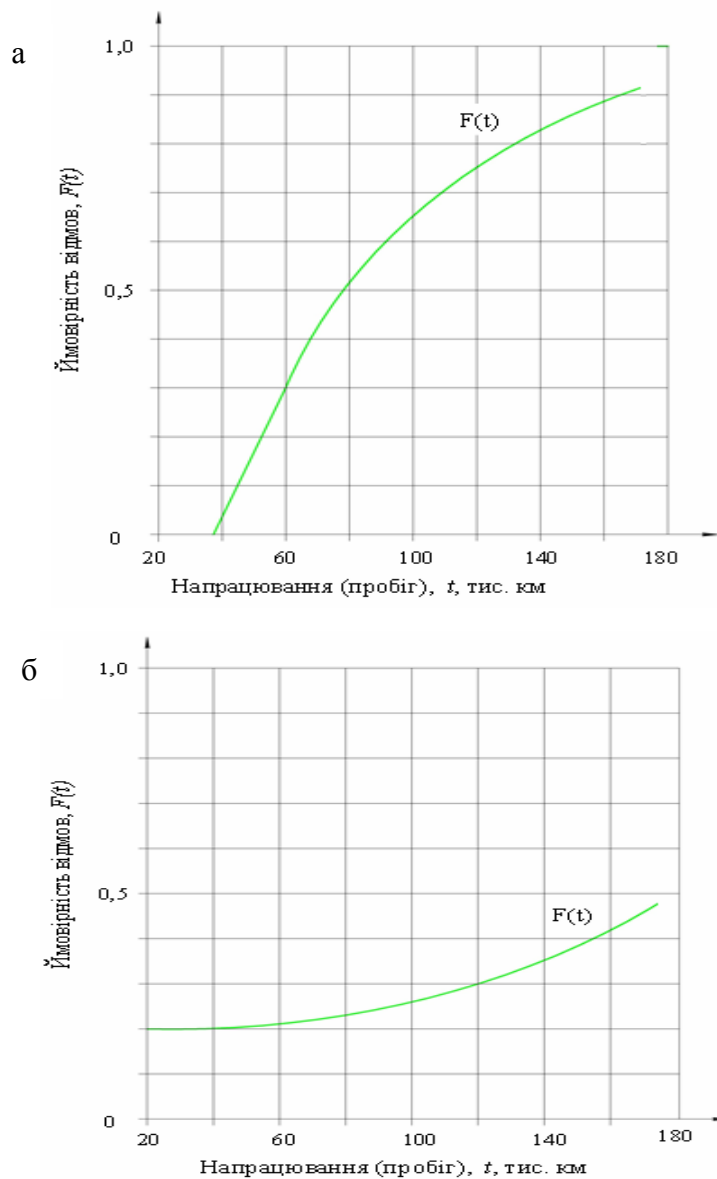 а
1,0
F(t)
0,5
0
Ймовірність відмов, F(t)
20 60 100 140 180
Напрацювання (пробіг), t, тис. км
б
1,0
0,5
F(t)
0
Ймовірність відмов, F(t)
20 60 100 140 180
Напрацювання (пробіг), t, тис. км